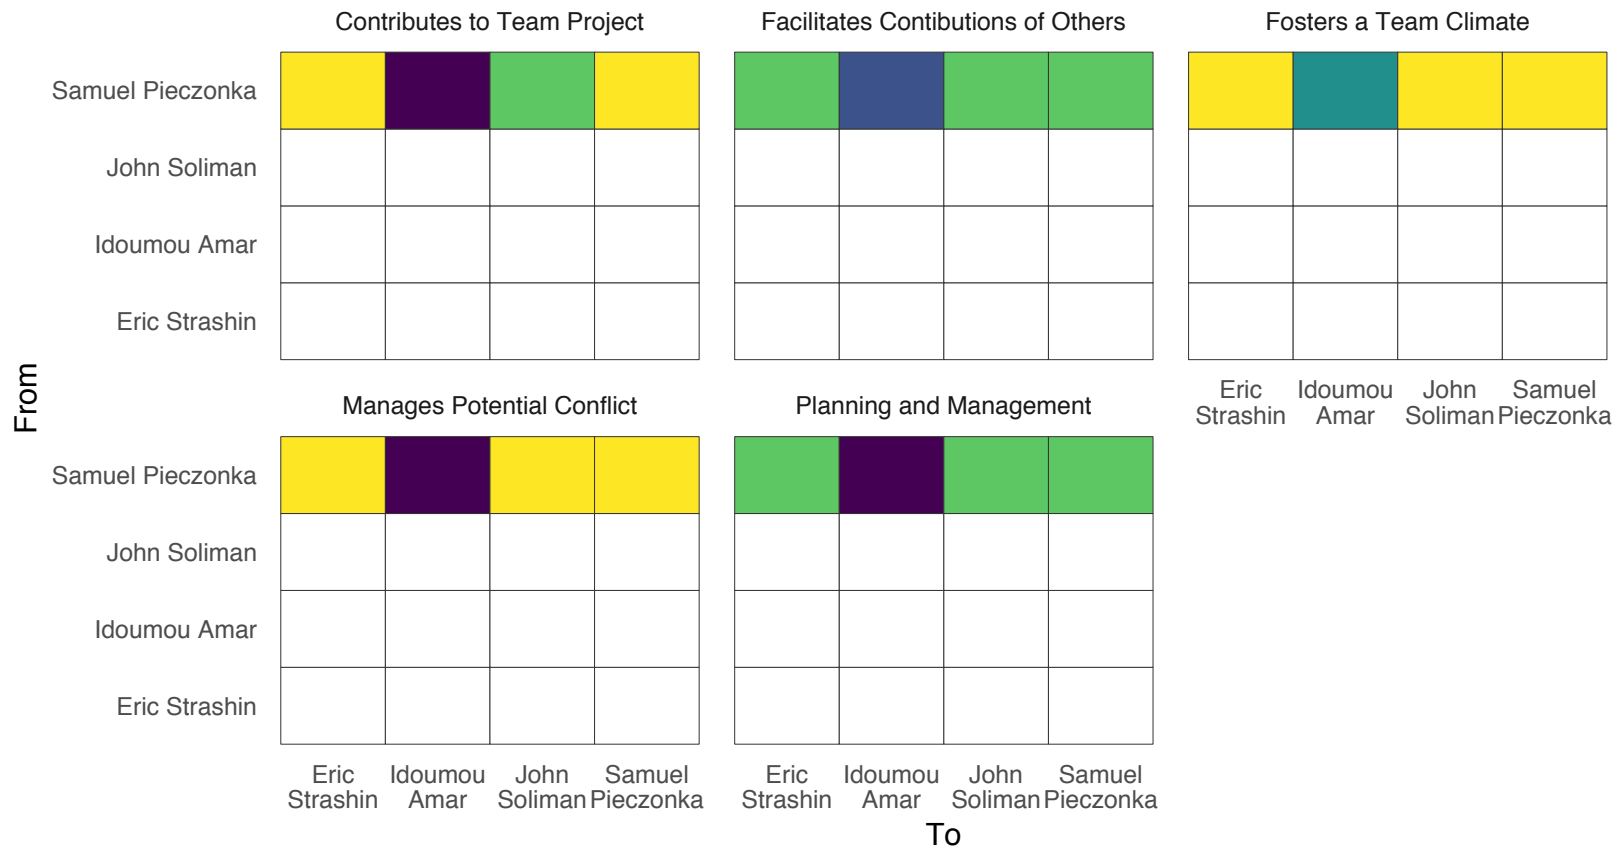 Contributes to Team Project
Facilitates Contibutions of Others
Fosters a Team Climate
Samuel Pieczonka
John Soliman
Idoumou Amar
Eric Strashin
Eric
Strashin
Idoumou
Amar
John
Soliman
Samuel
Pieczonka
From
Manages Potential Conflict
Planning and Management
Samuel Pieczonka
John Soliman
Idoumou Amar
Eric Strashin
Eric
Strashin
Idoumou
Amar
John
Soliman
Samuel
Pieczonka
Eric
Strashin
Idoumou
Amar
John
Soliman
Samuel
Pieczonka
To